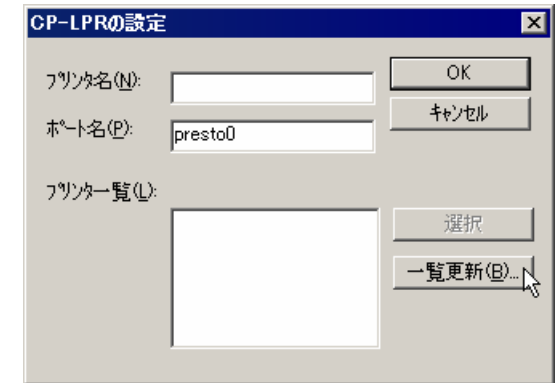 CP-LPRの設定
プリンタ名(N):
OK
キャンセル
ポート名(P):
presto0
プリンタ一覧(L):
選択
一覧更新(B)...